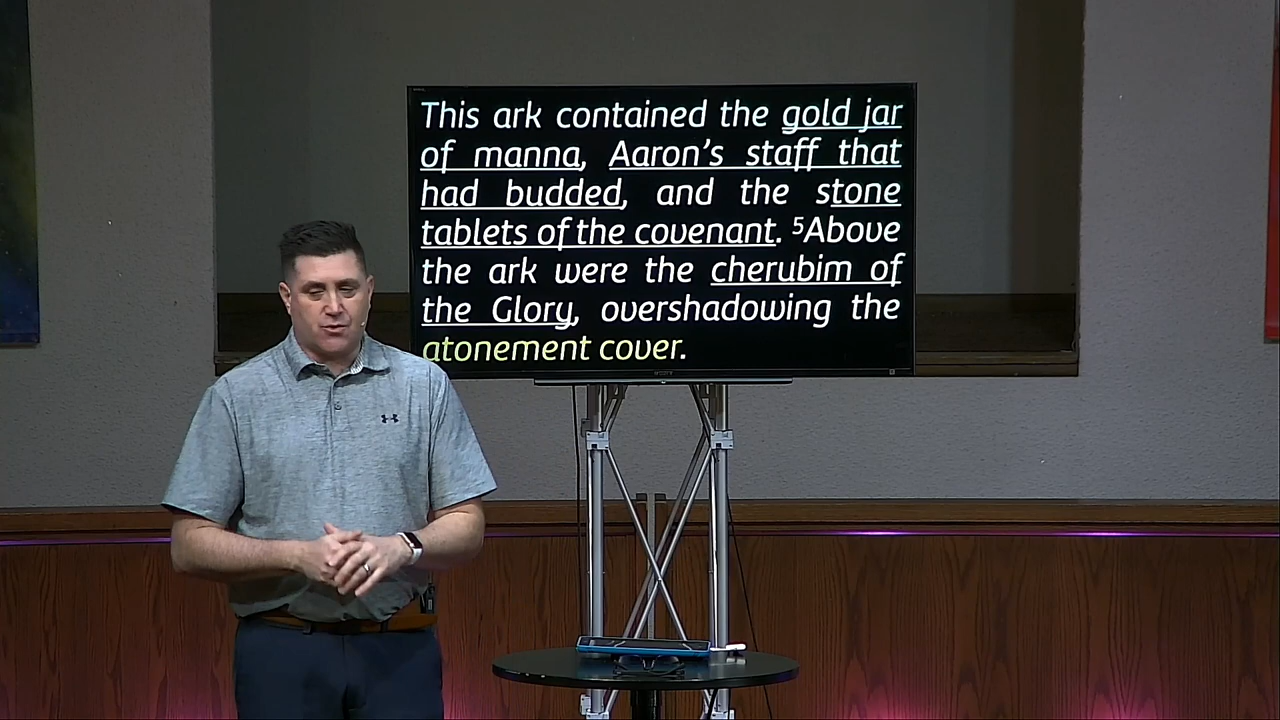 This ark contained the gold jar
of manna, Aaron’s staff that
had budded, and the stone
tablets of the covenant. ⁵Above
the ark were the cherubim of
the Glory, overshadowing the
atonement cover.
SONY